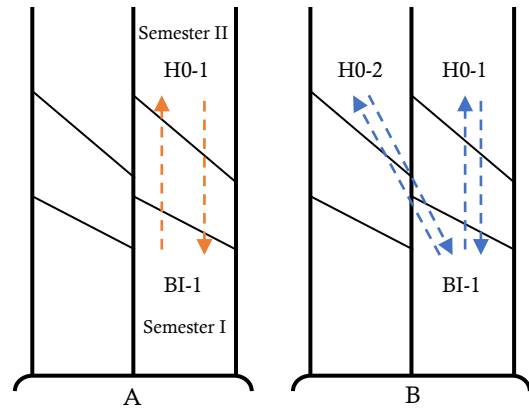 Semester II
H0-1
BI-1
Semester I
A
H0-2
H0-1
BI-1
B